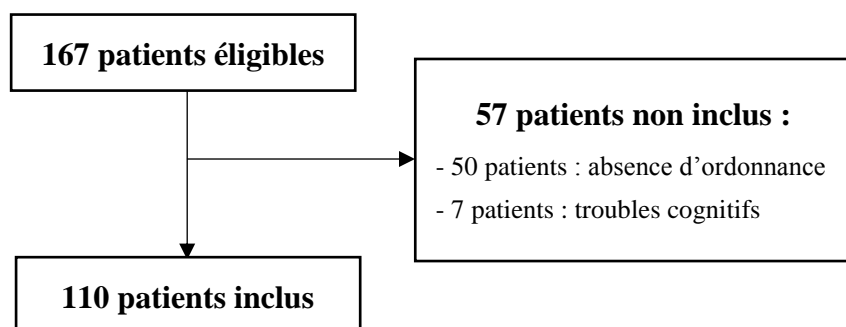 167 patients éligibles
57 patients non inclus :
- 50 patients : absence d’ordonnance
- 7 patients : troubles cognitifs
110 patients inclus